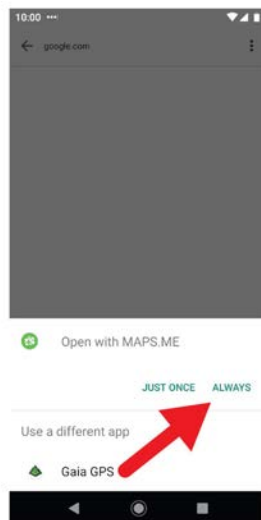 10:00
google.com
Open with MAPS.ME
JUST ONCE ALWAYS
Use a different app
Gaia GPS